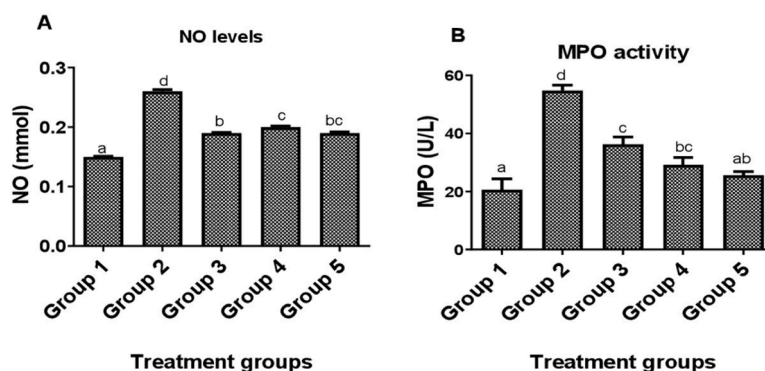 A
NO levels
NO (mmol)
0.3
0.2
0.1
0.0
a
d
b
c
bc
Group 1
Group 2
Group 3
Group 4
Group 5
Treatment groups
B
MPO activity
MPO (U/L)
60
40
20
0
a
d
c
bc
ab
Group 1
Group 2
Group 3
Group 4
Group 5
Treatment groups